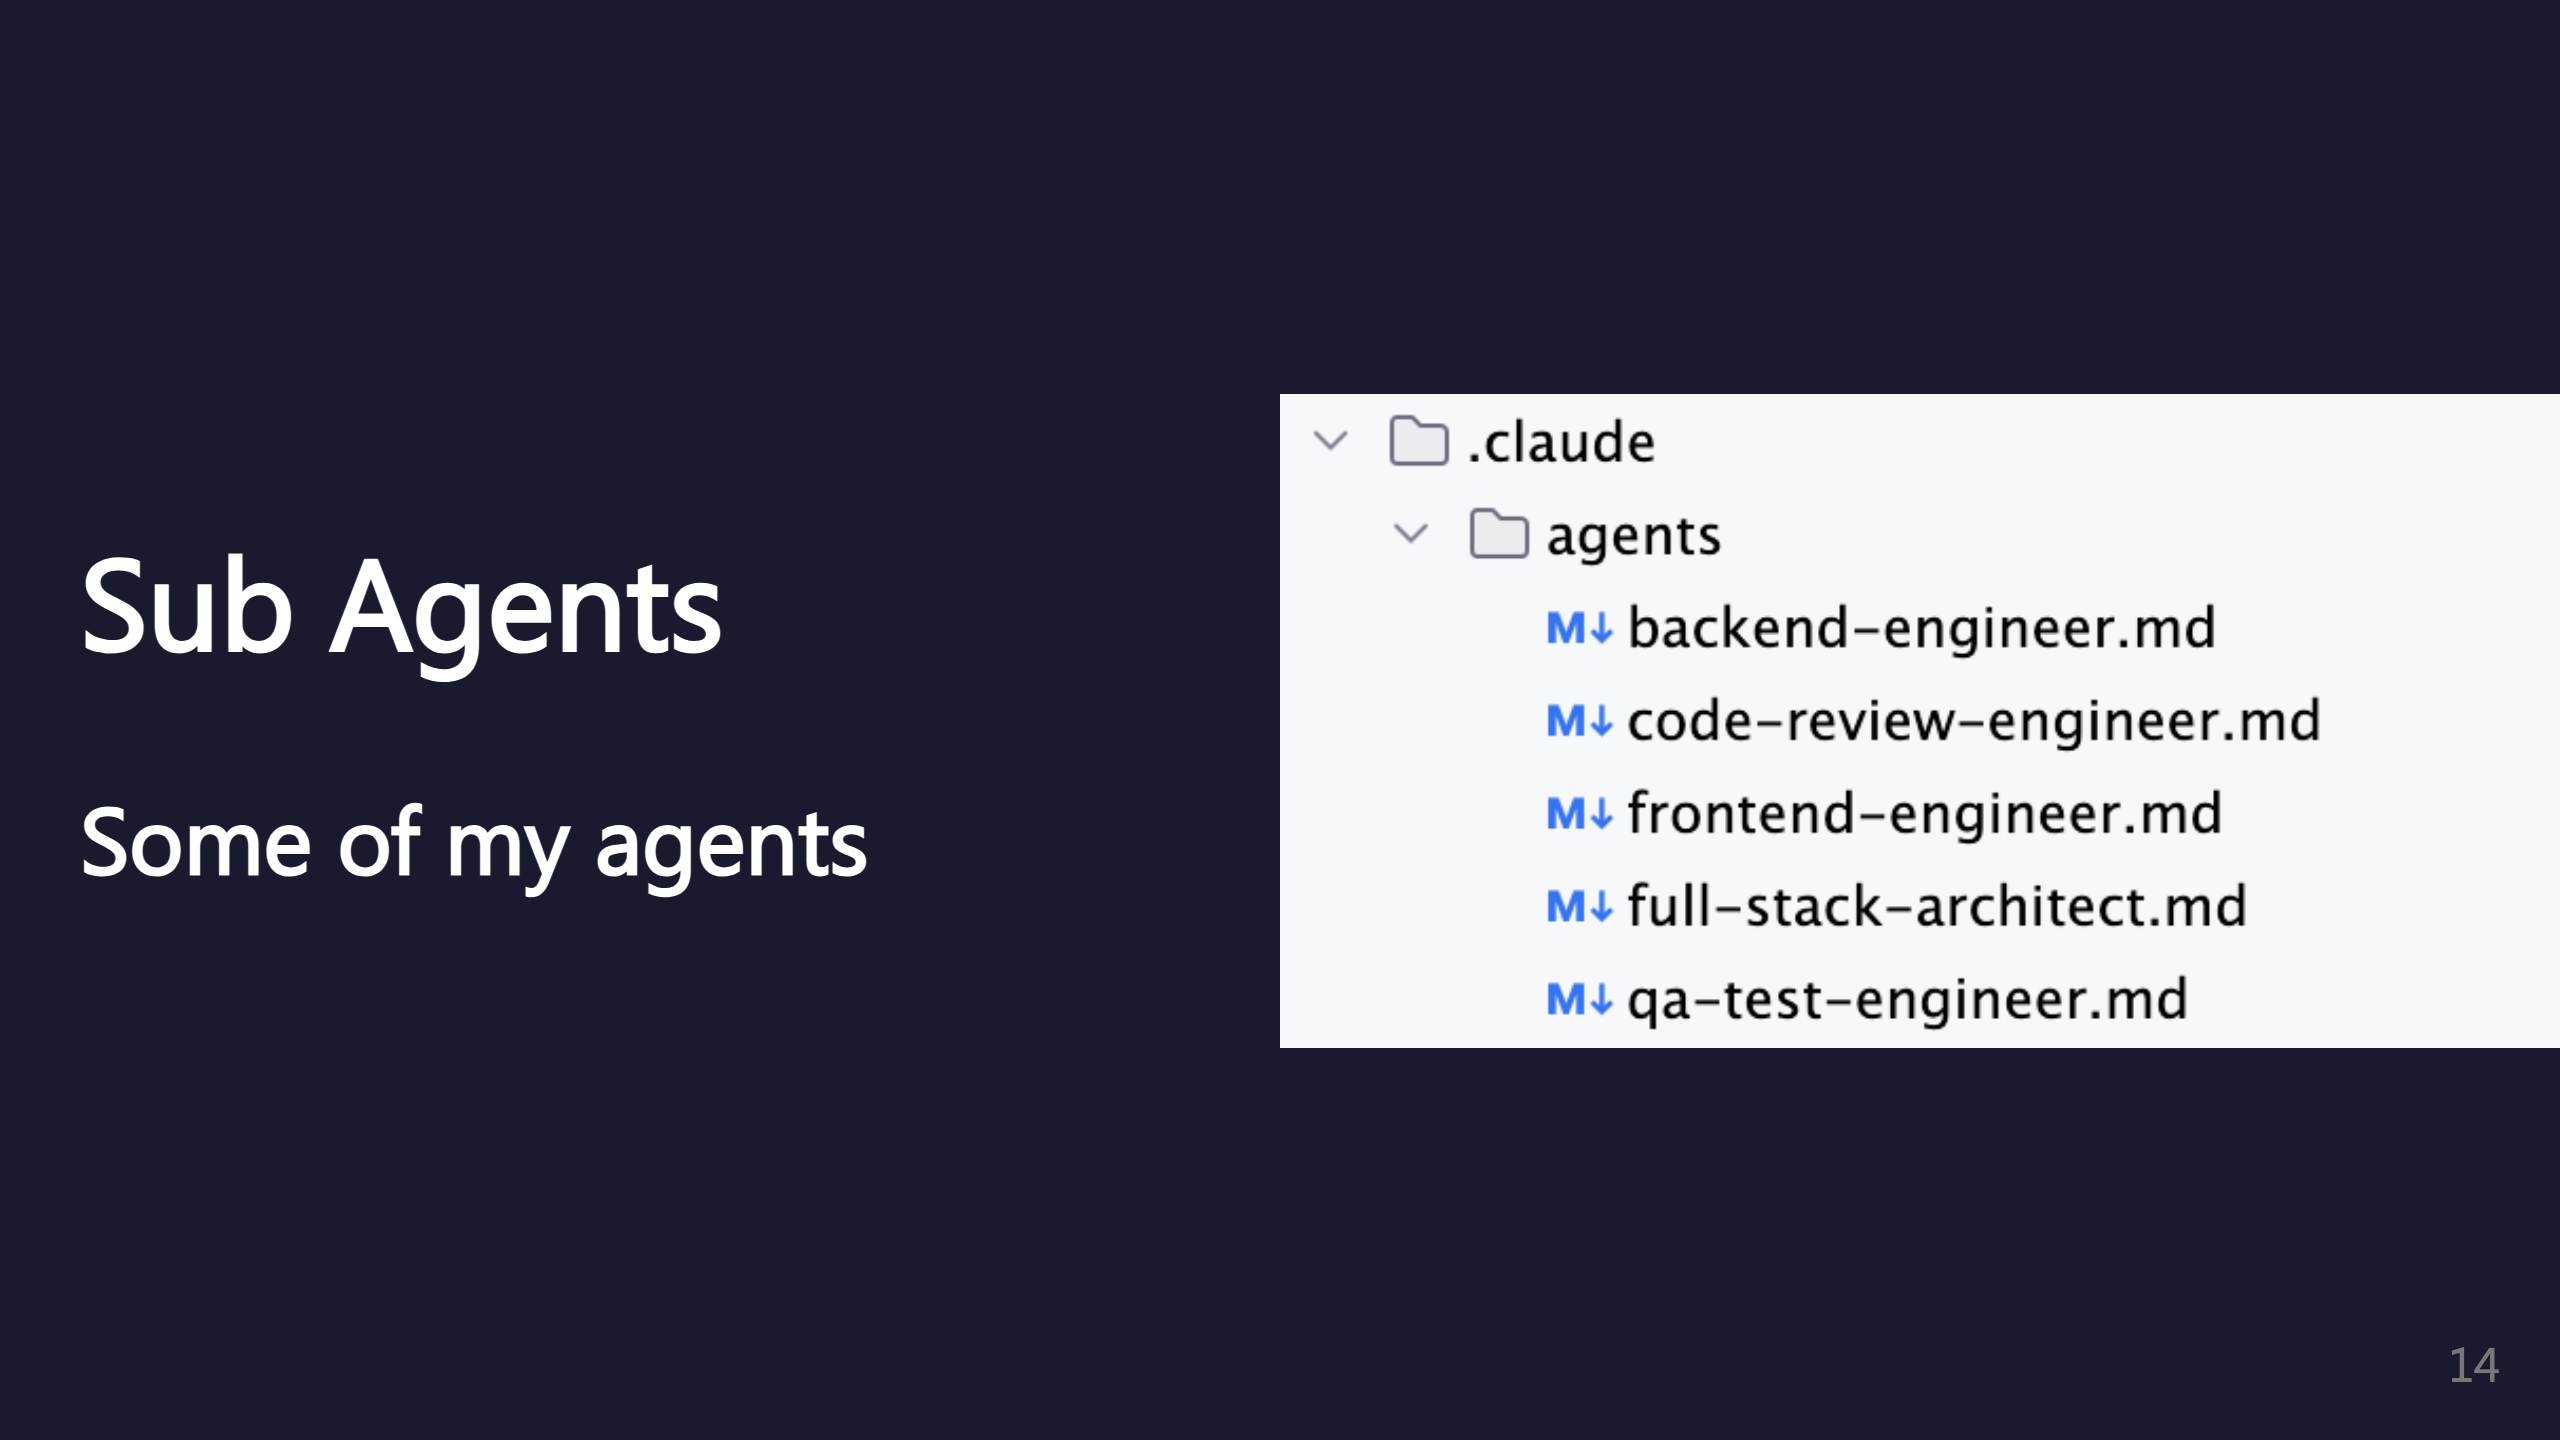 Sub Agents
Some of my agents
.claude
agents
backend-engineer.md
code-review-engineer.md
frontend-engineer.md
full-stack-architect.md
qa-test-engineer.md
14